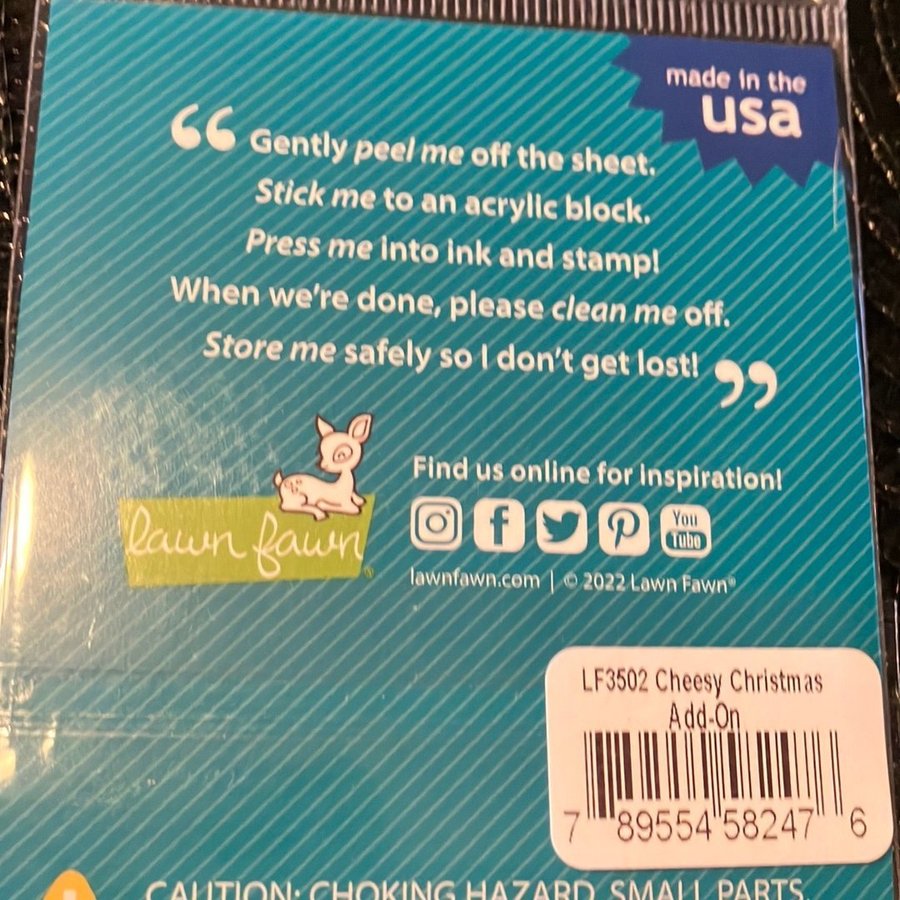 made in the
usa
“ Gently peel me off the sheet.
Stick me to an acrylic block.
Press me into ink and stamp!
When we're done, please clean me off.
Store me safely so I don't get lost! ”
lawn fawn
Find us online for inspiration!
You
Tube
lawnfawn.com | © 2022 Lawn Fawn®
LF3502 Cheesy Christmas
Add-On
7 89554 58247 6
CAUTION: CHOKING HAZARD. SMALL PARTS.